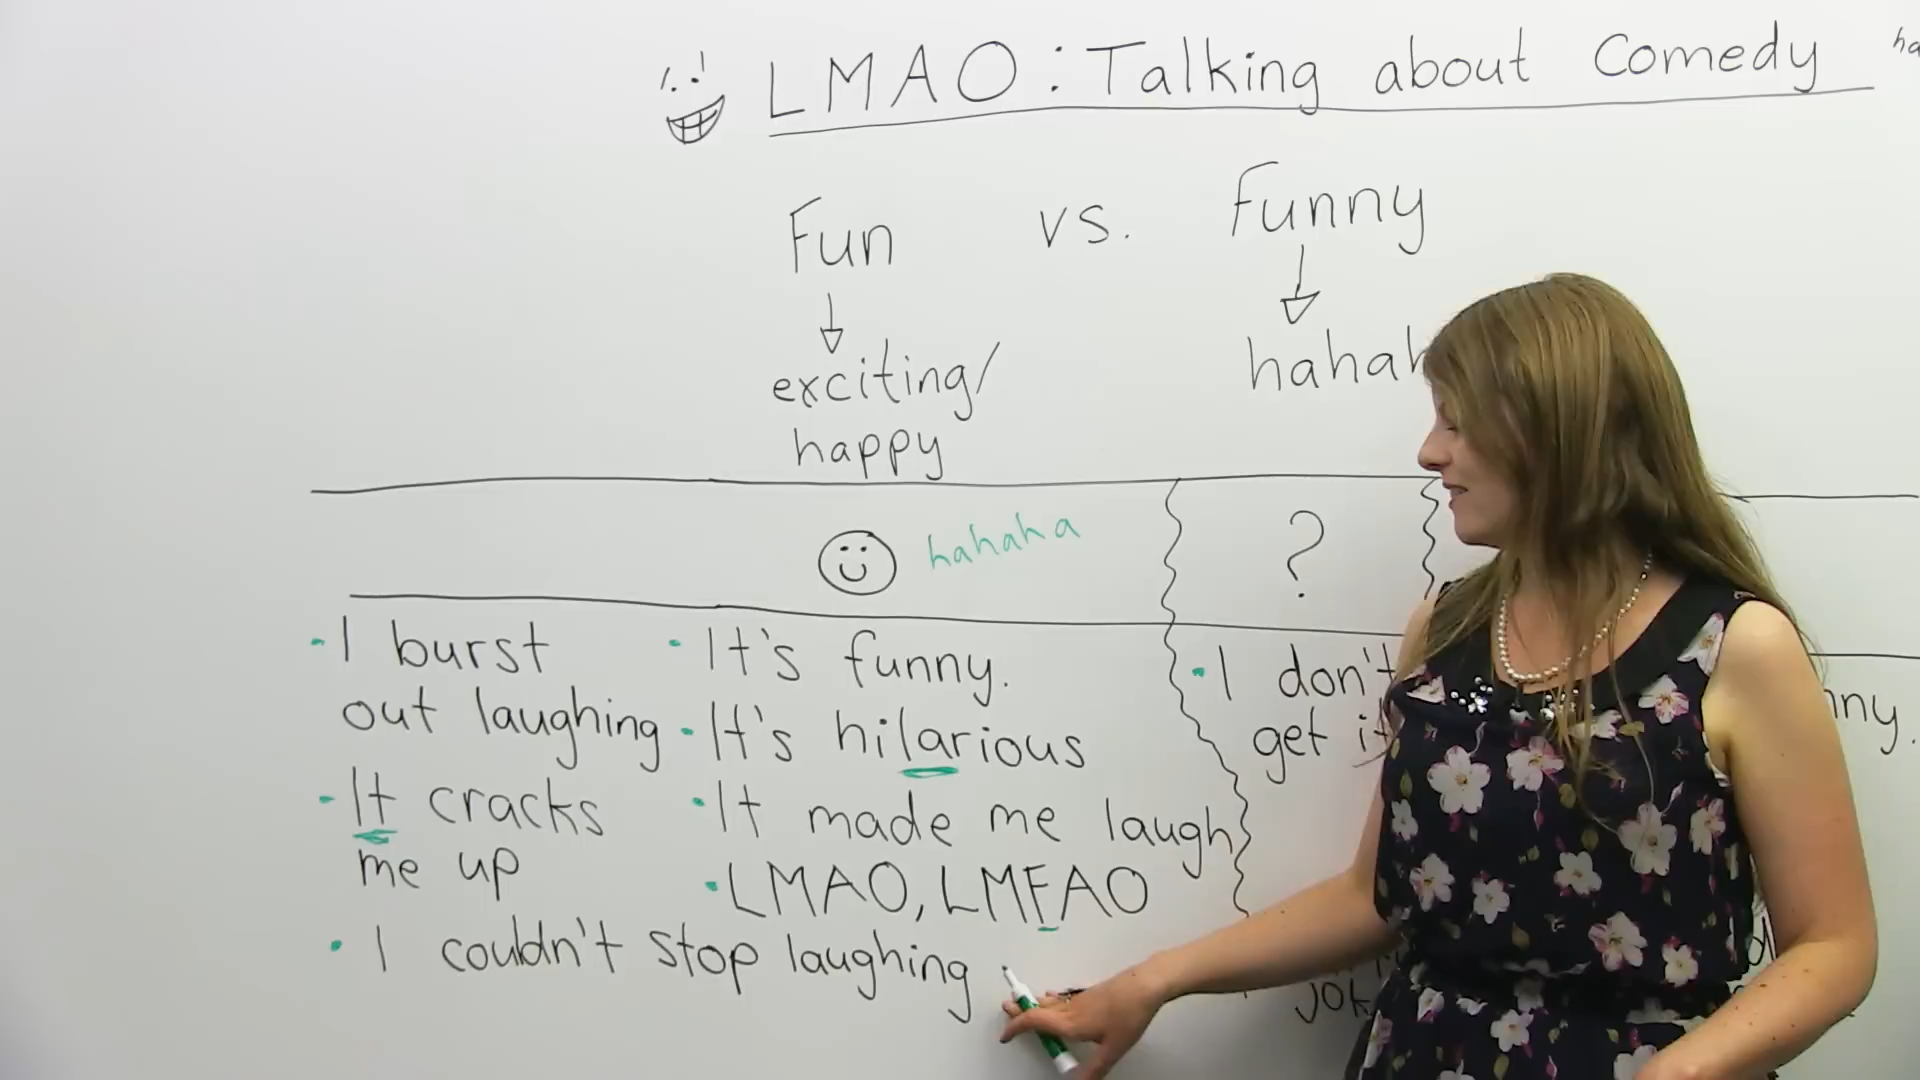 LMAO: Talking about Comedy
Fun vs. Funny
exciting/
happy
hahaha
?
• I burst
out laughing
• It cracks
me up
• It's funny.
• It's hilarious
• It made me laugh
• LMAO, LMFAO
• I couldn't stop laughing
• I don't
get it